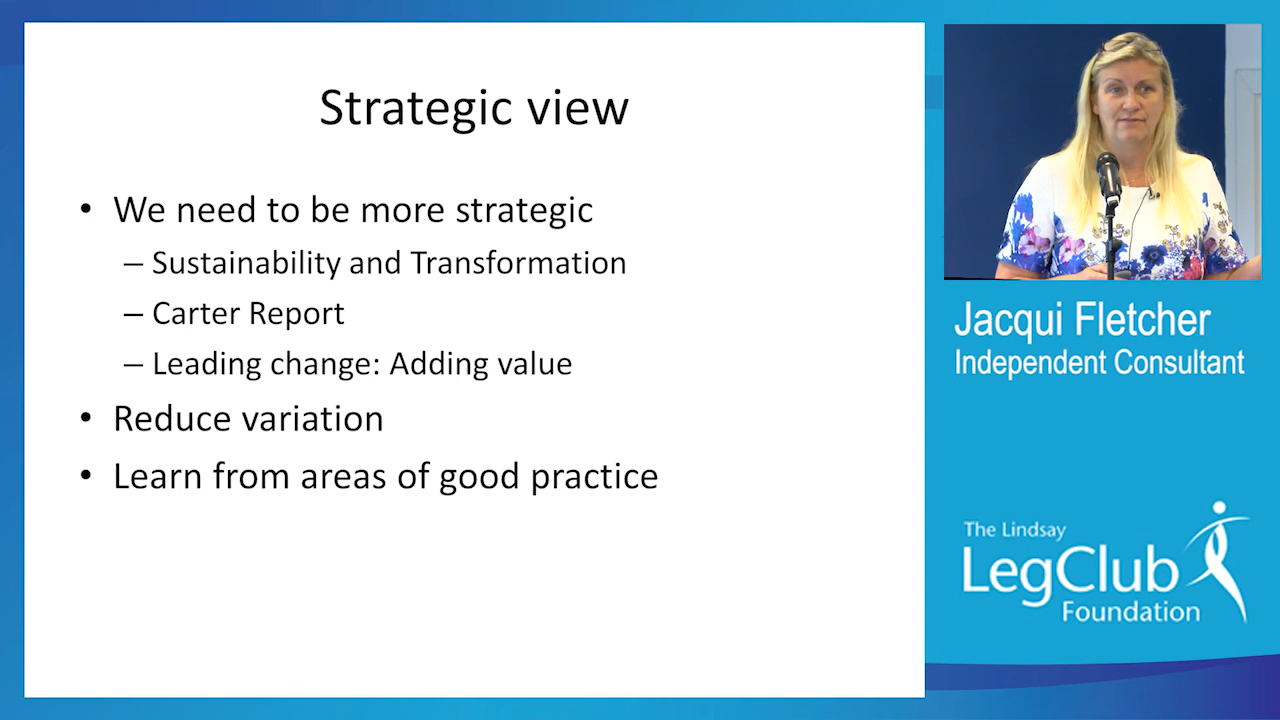 Strategic view
• We need to be more strategic
– Sustainability and Transformation
– Carter Report
– Leading change: Adding value
• Reduce variation
• Learn from areas of good practice
Jacqui Fletcher
Independent Consultant
The Lindsay
LegClub
Foundation